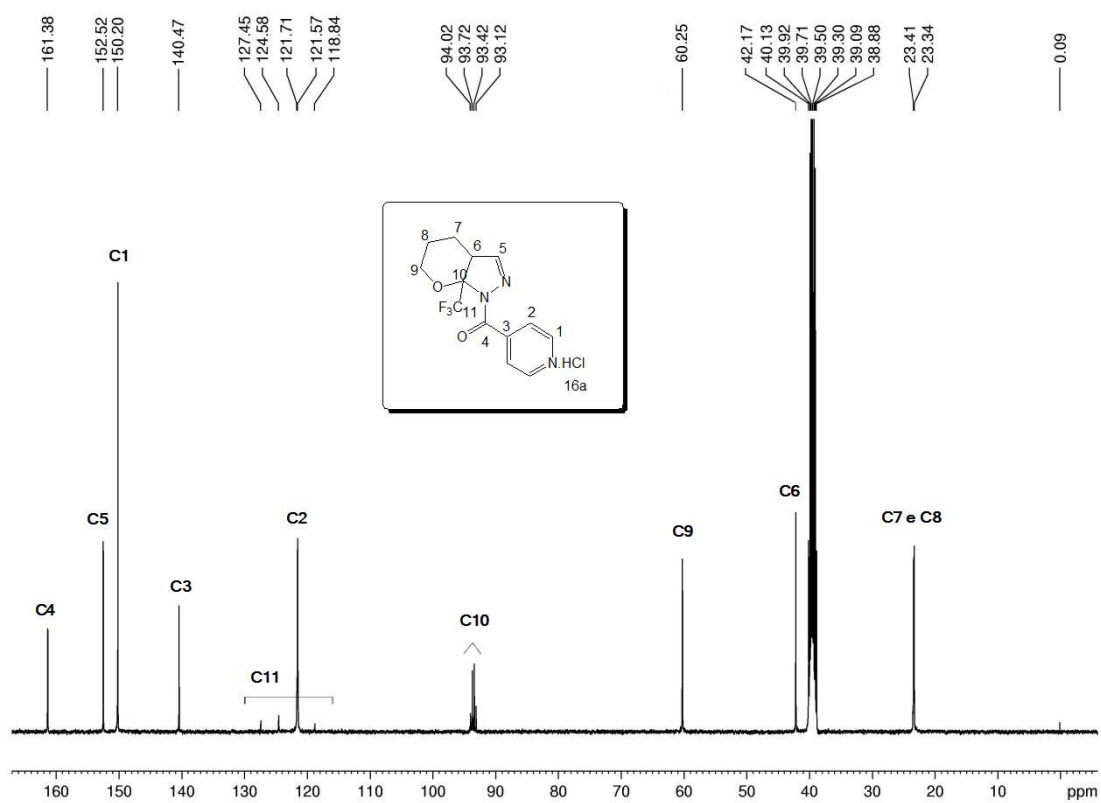 161.38
152.52
150.20
140.47
127.45
124.58
121.71
121.57
118.84
94.02
93.72
93.42
93.12
60.25
42.17
40.13
39.92
39.71
39.50
39.30
39.09
38.88
23.41
23.34
0.09
7
8
6
5
9
10
O
N
N
F₃C
11
2
O
4
3
1
N.HCl
16a
C1
C5
C2
C6
C7 e C8
C9
C3
C4
C10
C11
160 150 140 130 120 110 100 90 80 70 60 50 40 30 20 10 ppm